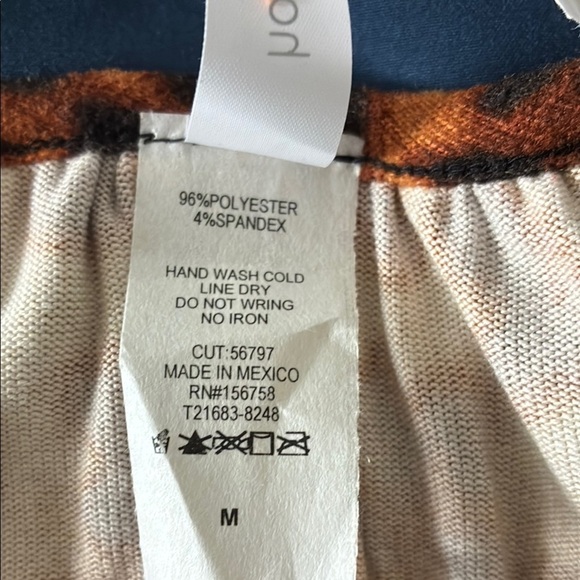 96%POLYESTER
4%SPANDEX
HAND WASH COLD
LINE DRY
DO NOT WRING
NO IRON
CUT:56797
MADE IN MEXICO
RN#156758
T21683-8248
M